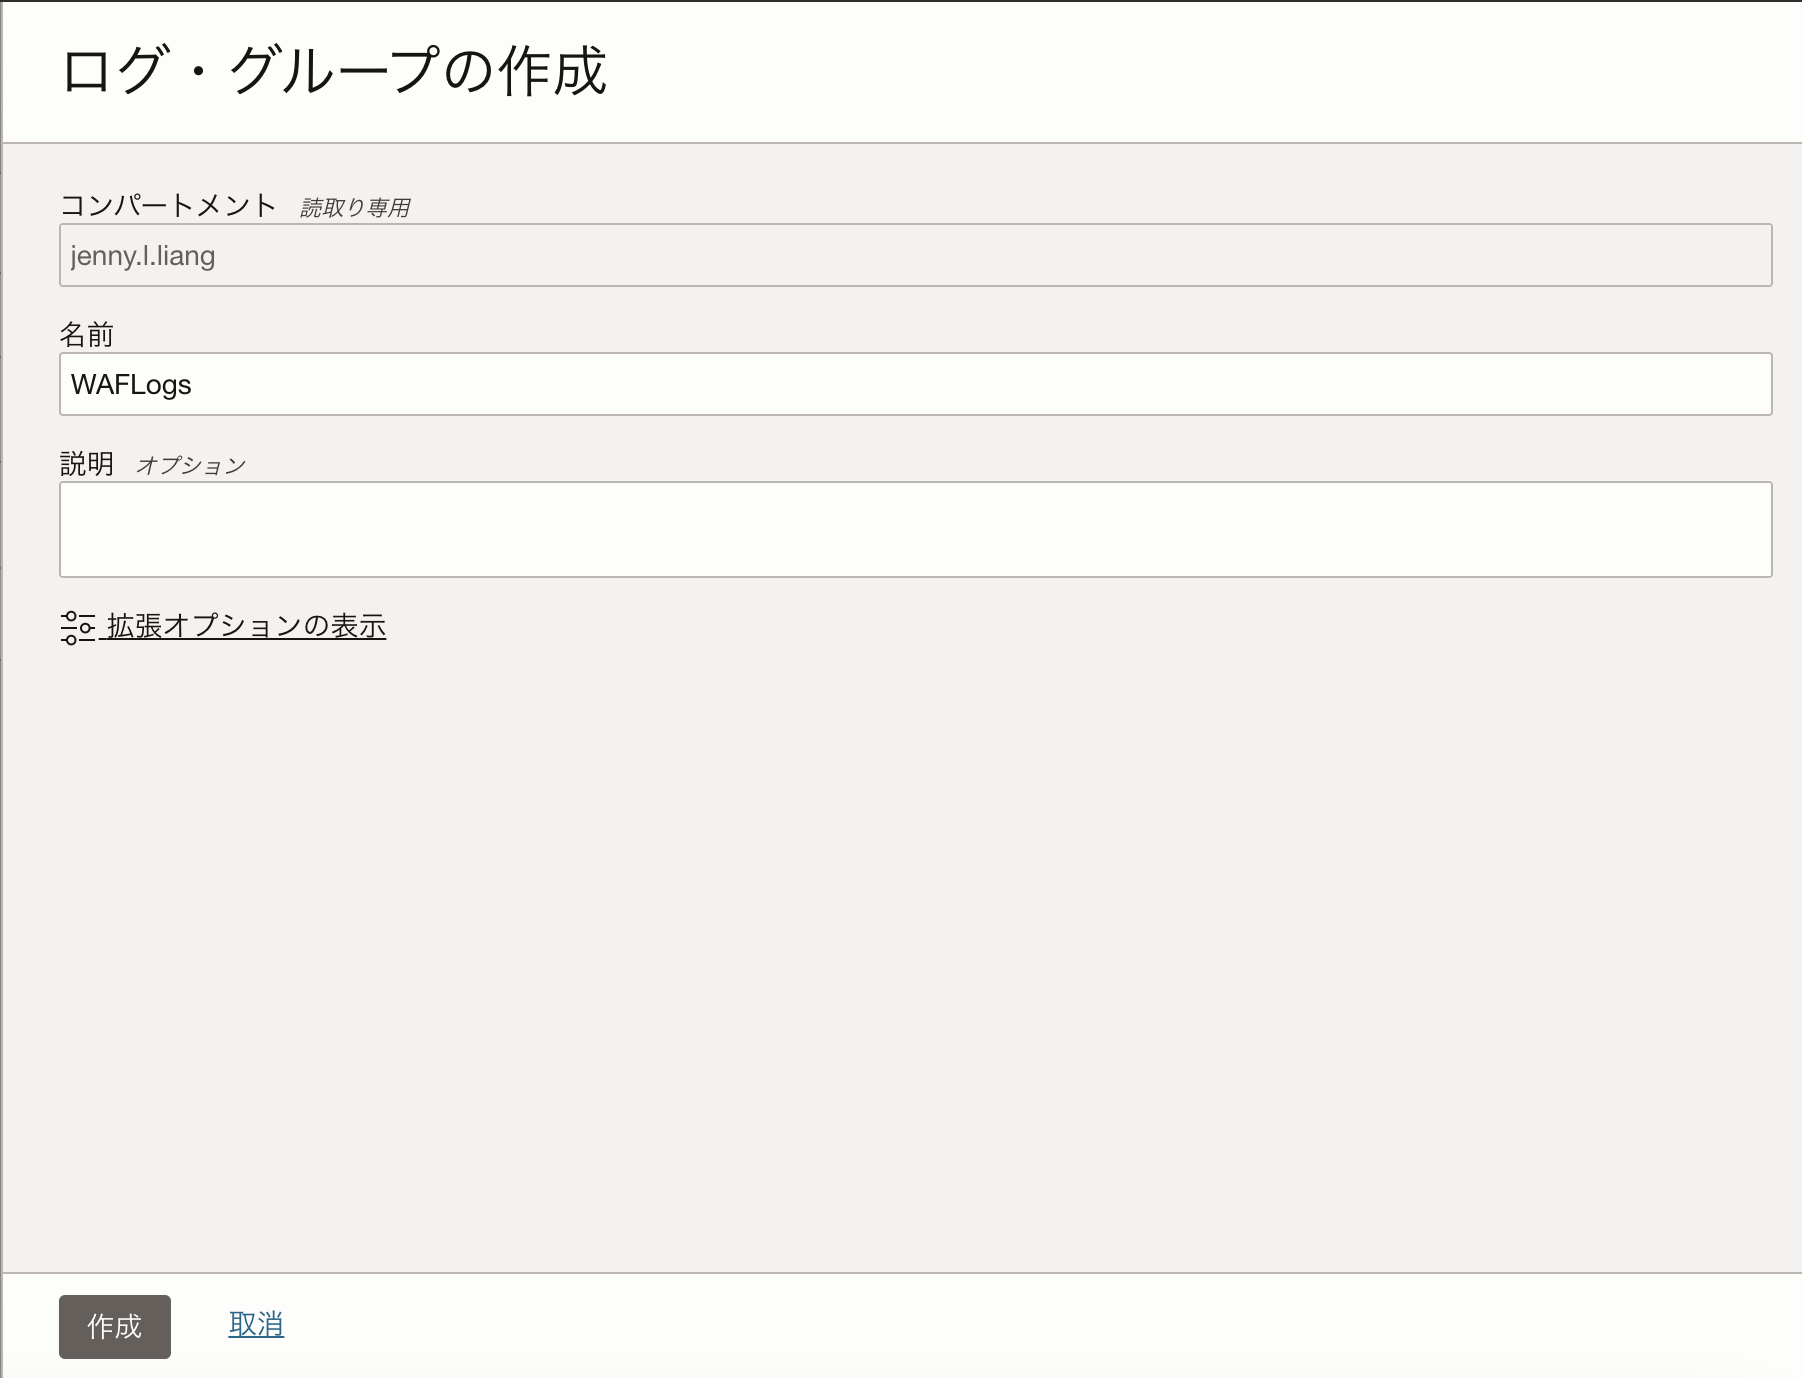 ログ・グループの作成
コンパートメント 読取り専用
jenny.l.liang
名前
WAFLogs
説明 オプション
拡張オプションの表示
作成 取消